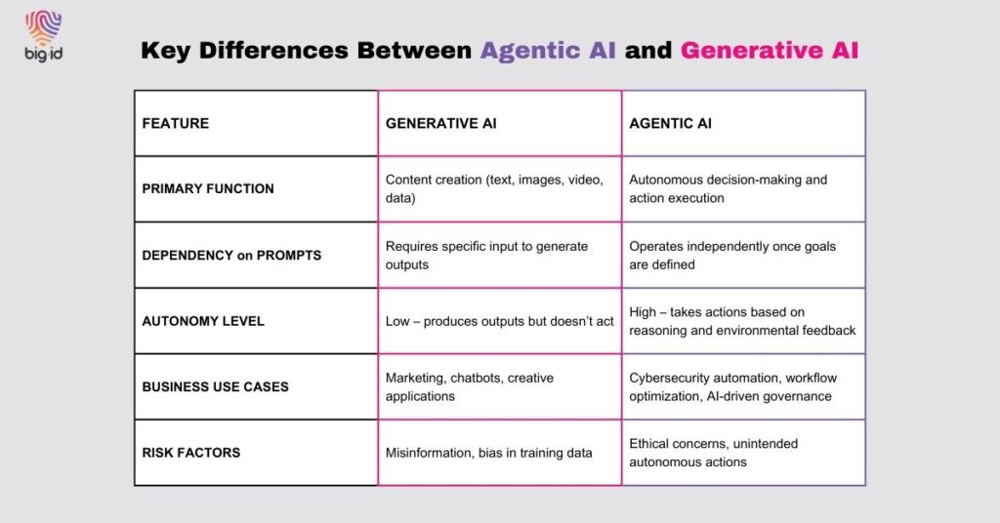 big·id
Key Differences Between Agentic AI and Generative AI
FEATURE
GENERATIVE AI
AGENTIC AI
PRIMARY FUNCTION
Content creation (text, images, video,
data)
Autonomous decision-making and
action execution
DEPENDENCY on PROMPTS
Requires specific input to generate
outputs
Operates independently once goals
are defined
AUTONOMY LEVEL
Low – produces outputs but doesn’t act
High – takes actions based on
reasoning and environmental feedback
BUSINESS USE CASES
Marketing, chatbots, creative
applications
Cybersecurity automation, workflow
optimization, AI-driven governance
RISK FACTORS
Misinformation, bias in training data
Ethical concerns, unintended
autonomous actions